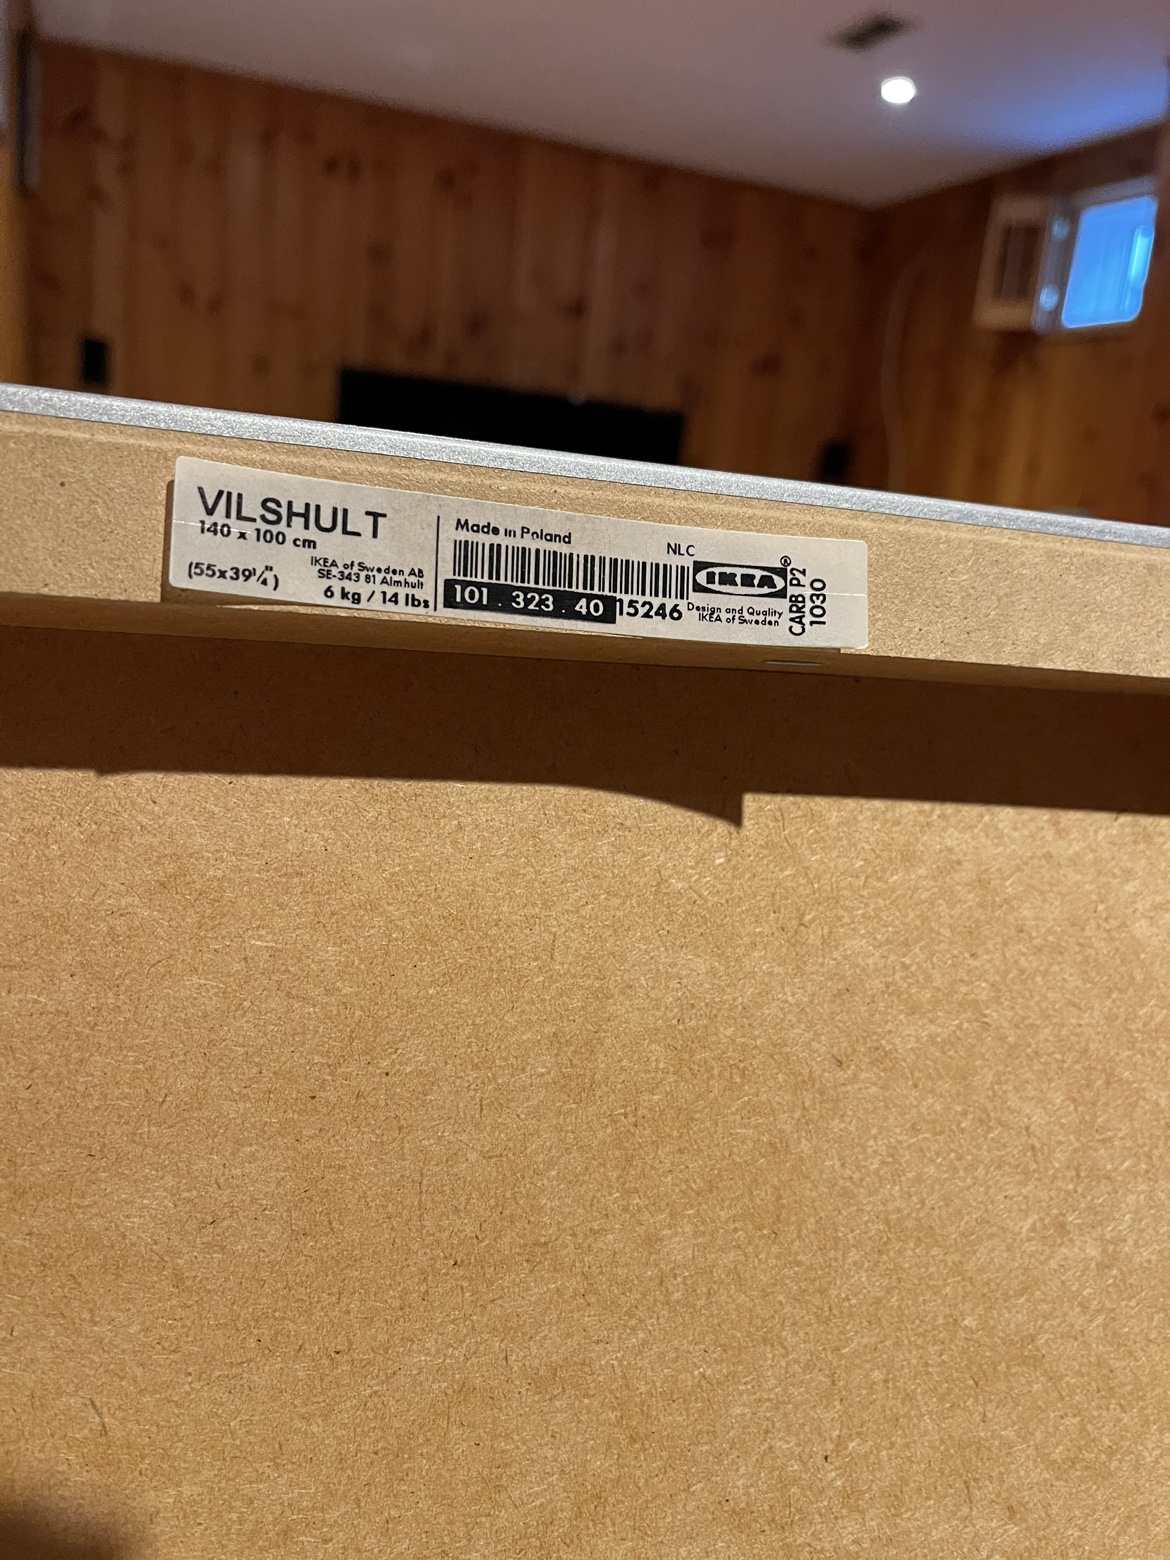 VILSHULT
140 x 100 cm
(55x39¼")
IKEA of Sweden AB
SE-343 81 Älmhult
6 kg / 14 lbs
Made in Poland
NLC
101.323.40 15246
IKEA®
Design and Quality
IKEA of Sweden
CARB P2
1030